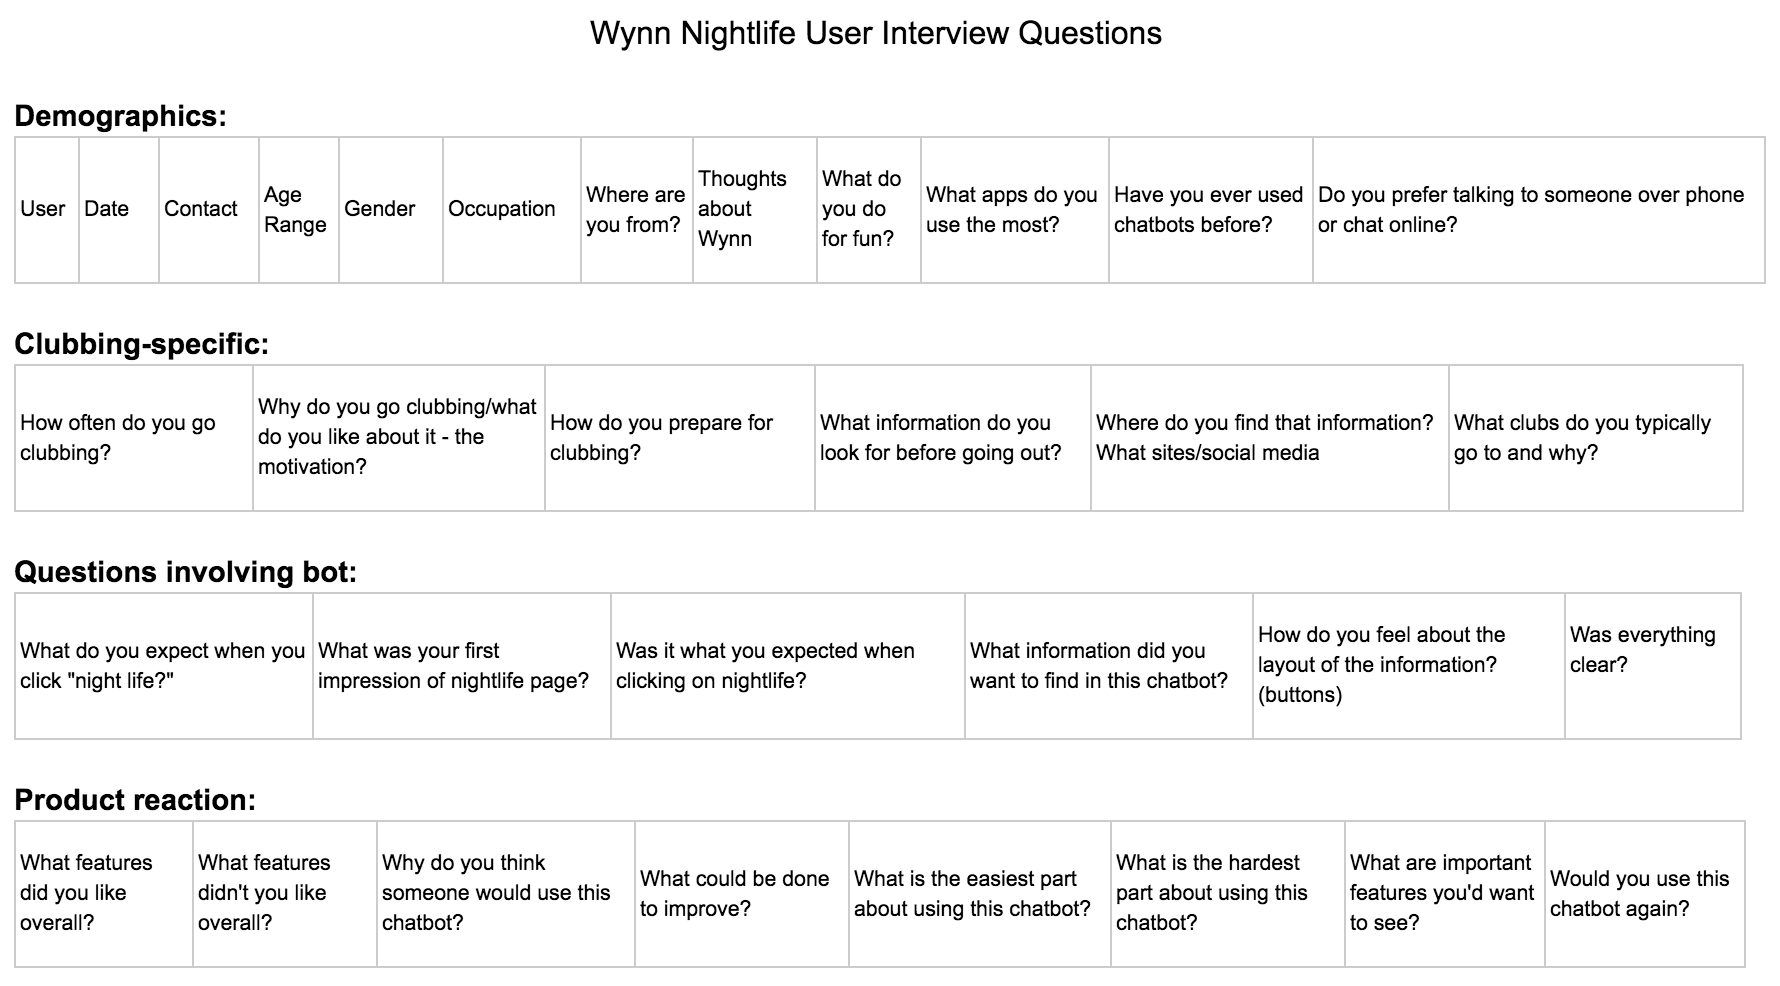 Wynn Nightlife User Interview Questions
Demographics:
User
Date
Contact
Age
Range
Gender
Occupation
Where are
you from?
Thoughts
about
Wynn
What do
you do
for fun?
What apps do you
use the most?
Have you ever used
chatbots before?
Do you prefer talking to someone over phone
or chat online?
Clubbing-specific:
How often do you go
clubbing?
Why do you go clubbing/what
do you like about it - the
motivation?
How do you prepare for
clubbing?
What information do you
look for before going out?
Where do you find that information?
What sites/social media
What clubs do you typically
go to and why?
Questions involving bot:
What do you expect when you
click "night life?"
What was your first
impression of nightlife page?
Was it what you expected when
clicking on nightlife?
What information did you
want to find in this chatbot?
How do you feel about the
layout of the information?
(buttons)
Was everything
clear?
Product reaction:
What features
did you like
overall?
What features
didn't you like
overall?
Why do you think
someone would use this
chatbot?
What could be done
to improve?
What is the easiest part
about using this chatbot?
What is the hardest
part about using this
chatbot?
What are important
features you'd want
to see?
Would you use this
chatbot again?